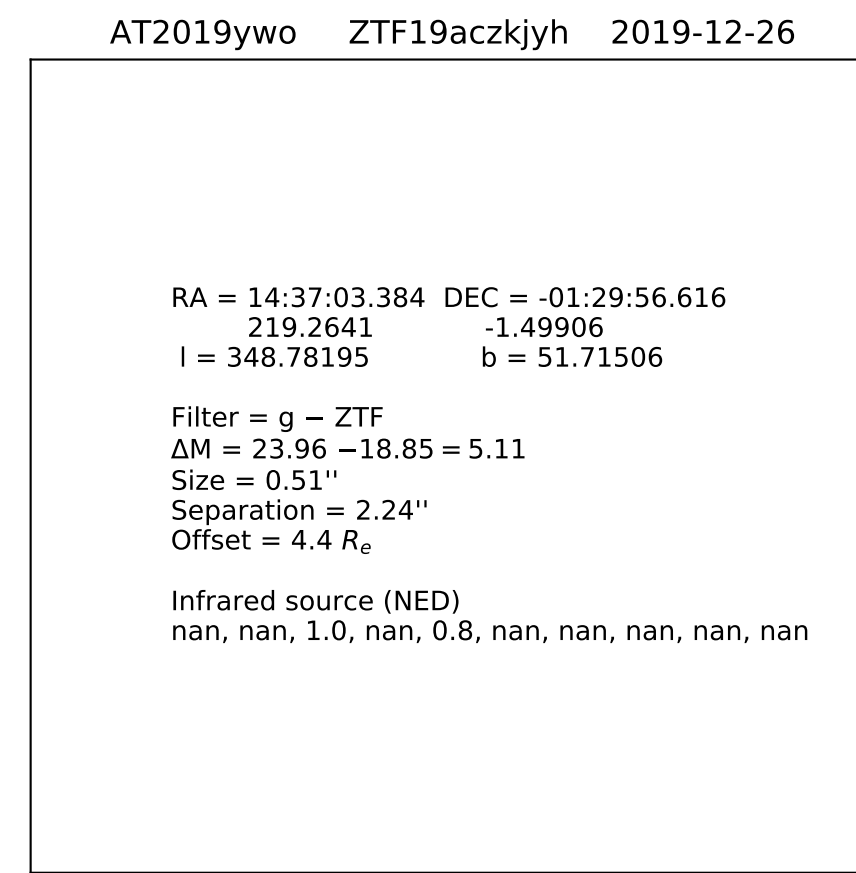 AT2019ywo ZTF19aczkjyh 2019-12-26
RA = 14:37:03.384 DEC = -01:29:56.616
219.2641 -1.49906
l = 348.78195 b = 51.71506
Filter = g − ZTF
ΔM = 23.96 −18.85 = 5.11
Size = 0.51''
Separation = 2.24''
Offset = 4.4 Re
Infrared source (NED)
nan, nan, 1.0, nan, 0.8, nan, nan, nan, nan, nan